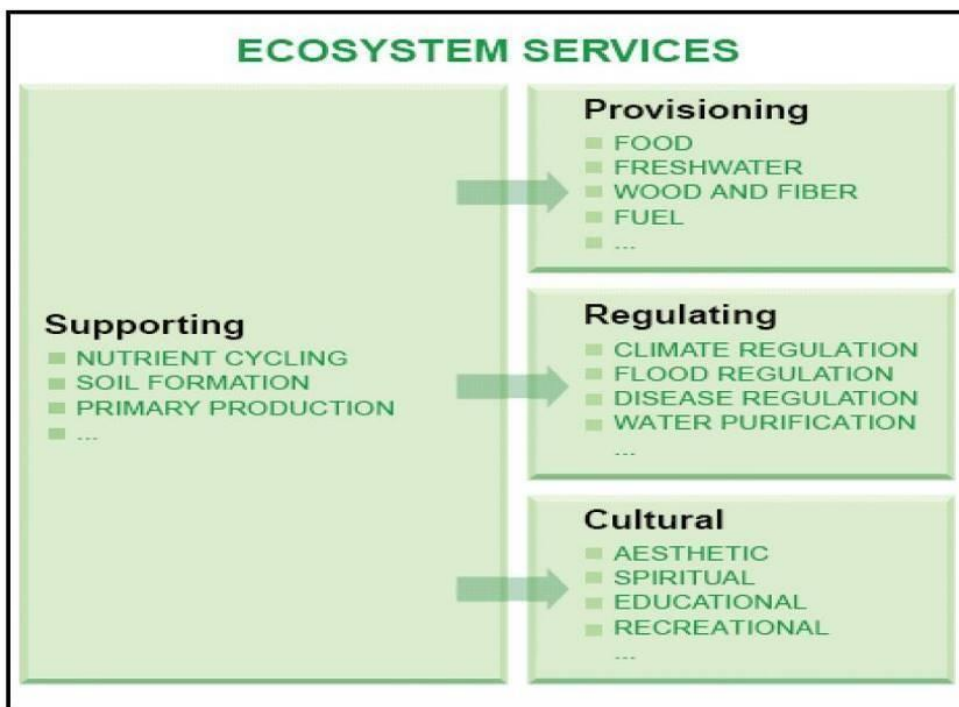 ECOSYSTEM SERVICES
Supporting
NUTRIENT CYCLING
SOIL FORMATION
PRIMARY PRODUCTION
...
Provisioning
FOOD
FRESHWATER
WOOD AND FIBER
FUEL
...
Regulating
CLIMATE REGULATION
FLOOD REGULATION
DISEASE REGULATION
WATER PURIFICATION
...
Cultural
AESTHETIC
SPIRITUAL
EDUCATIONAL
RECREATIONAL
...